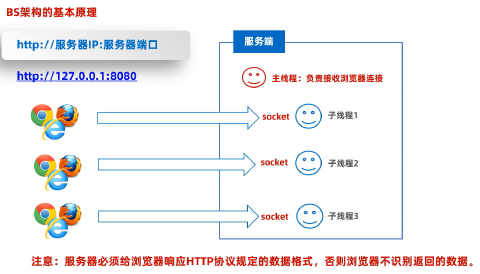 BS架构的基本原理
http://服务器IP:服务器端口
服务端
http://127.0.0.1:8080
主线程：负责接收浏览器连接
socket
子线程1
socket
子线程2
socket
子线程3
注意：服务器必须给浏览器响应HTTP协议规定的数据格式，否则浏览器不识别返回的数据。